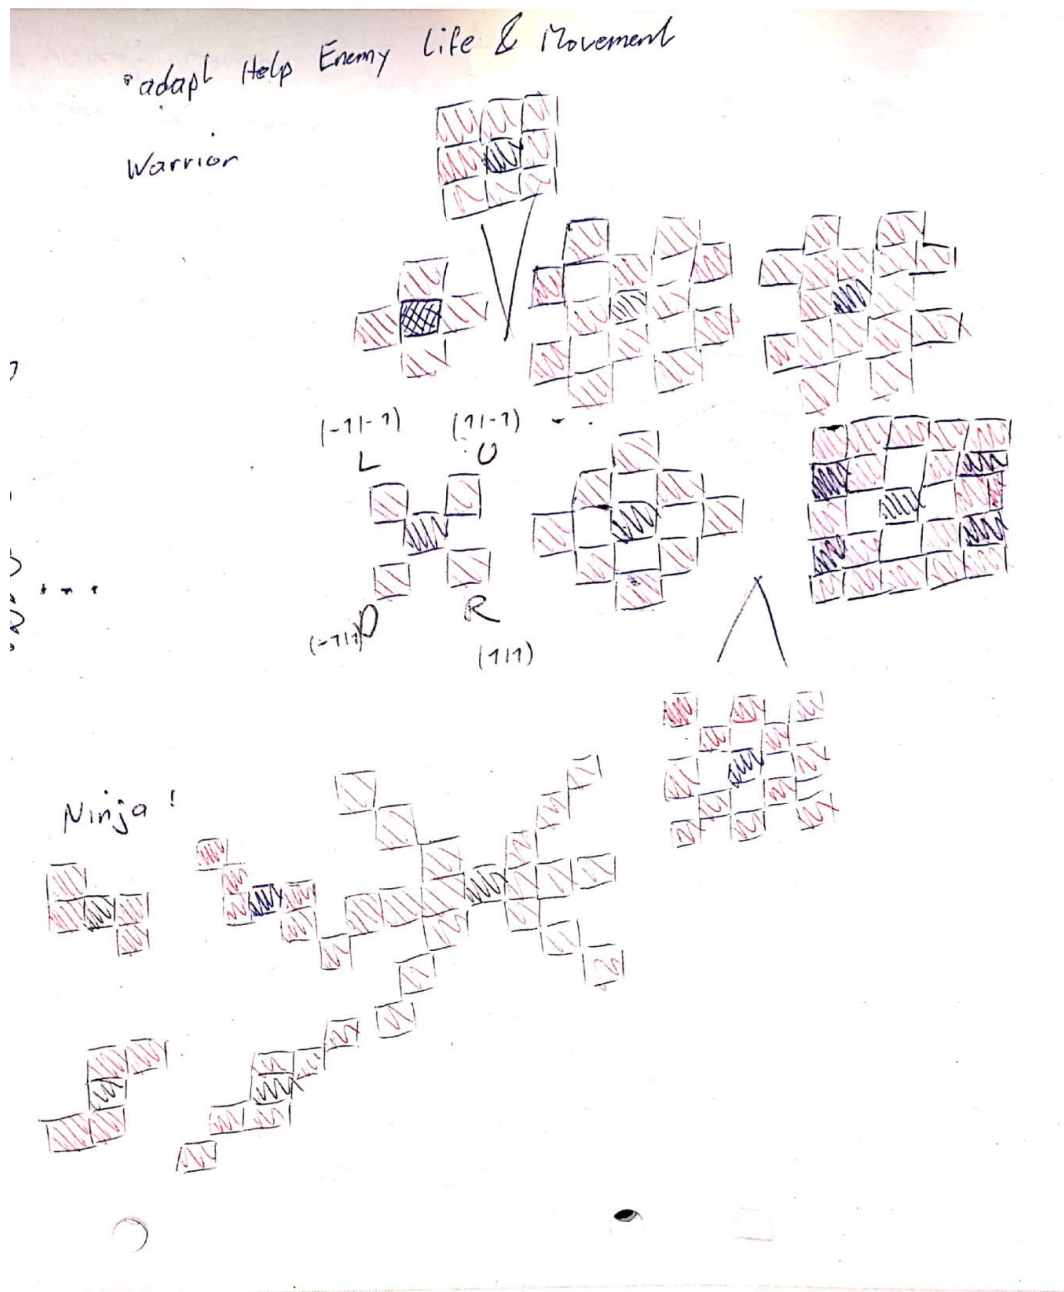 • adapt Help Enemy Life & Movement
Warrior
(-1|-1) (1|-1)
L U
D R
(-1|1) (1|1)
Ninja!